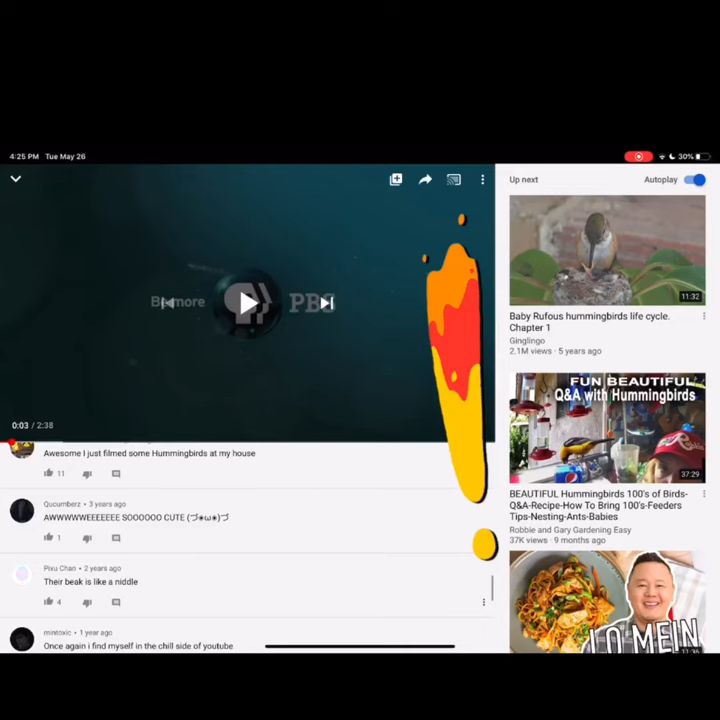 4:25 PM Tue May 26
30%
Be more PBS
0:03 / 2:38
Awesome I just filmed some Hummingbirds at my house
11
Qucumberz • 3 years ago
AWWWWWEEEEEEE SOOOOOO CUTE (づ◉ω◉)づ
1
Pixu Chan • 2 years ago
Their beak is like a niddle
4
mintoxic • 1 year ago
Once again i find myself in the chill side of youtube
Up next
Autoplay
11:32
Baby Rufous hummingbirds life cycle.
Chapter 1
Ginglingo
2.1M views · 5 years ago
FUN BEAUTIFUL
Q&A with Hummingbirds
37:29
BEAUTIFUL Hummingbirds 100's of Birds-
Q&A-Recipe-How To Bring 100's-Feeders
Tips-Nesting-Ants-Babies
Robbie and Gary Gardening Easy
37K views · 9 months ago
LO MEIN